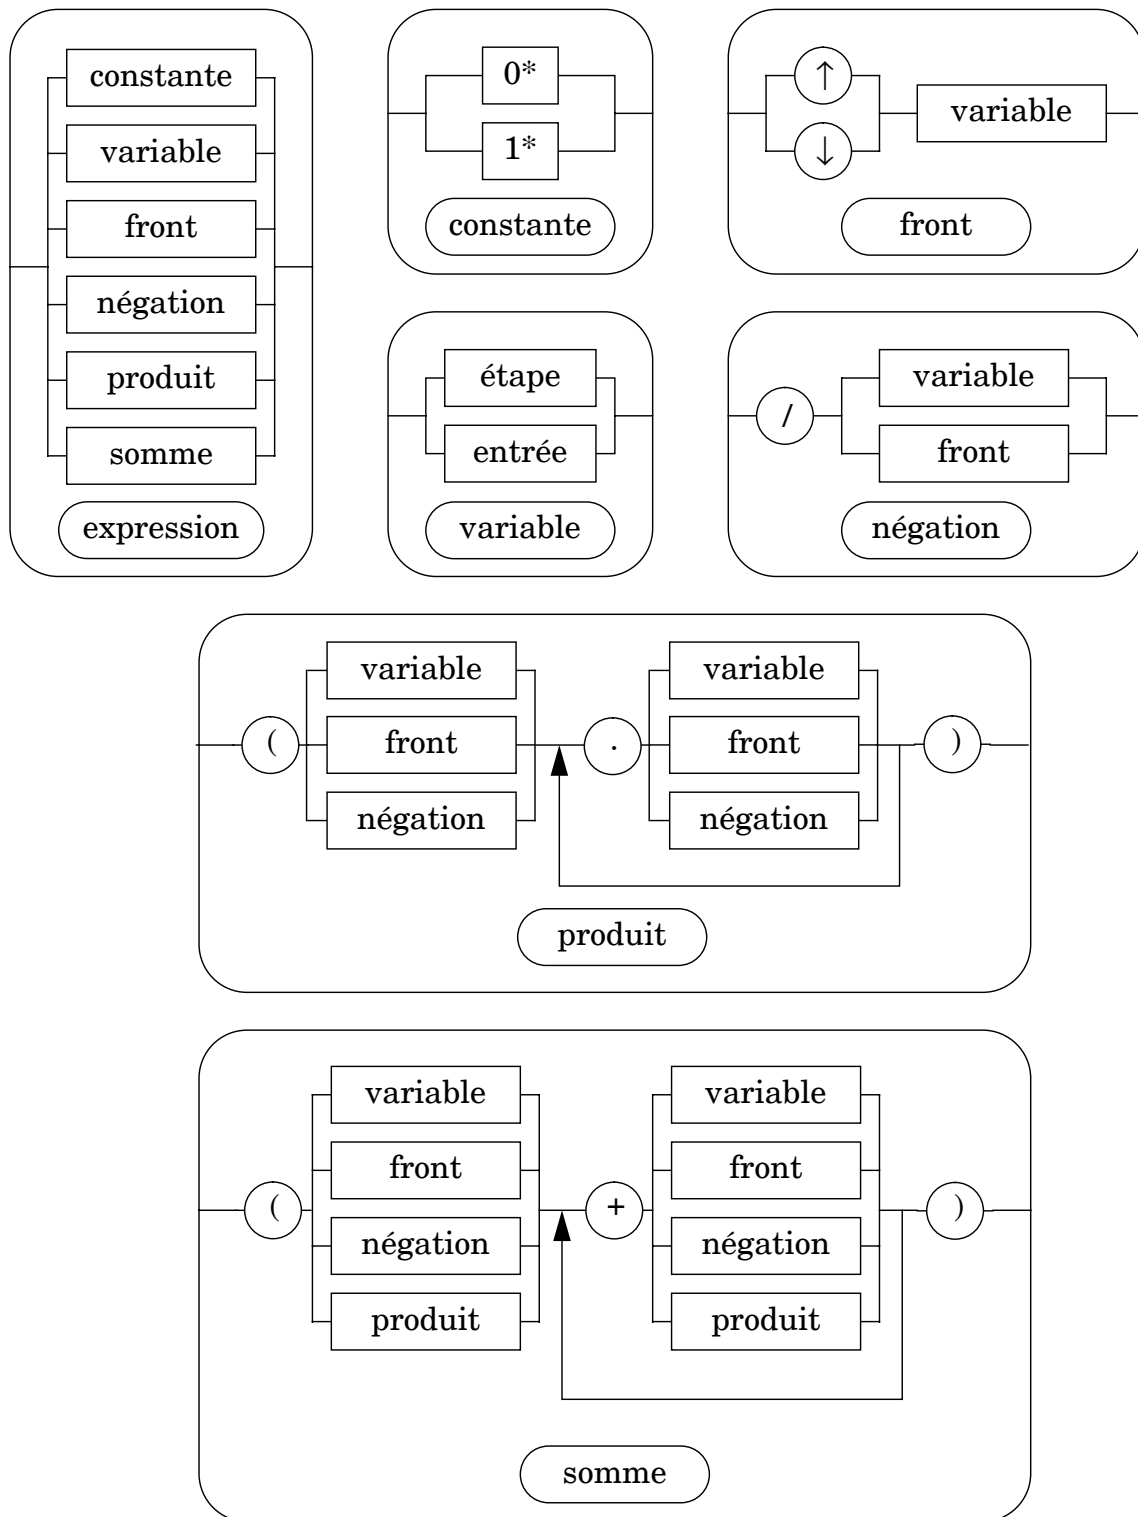 constante
variable
front
négation
produit
somme
expression
0*
1*
constante
↑
↓
variable
front
étape
entrée
variable
/
variable
front
négation
(
variable
front
négation
.
variable
front
négation
)
produit
(
variable
front
négation
produit
+
variable
front
négation
produit
)
somme